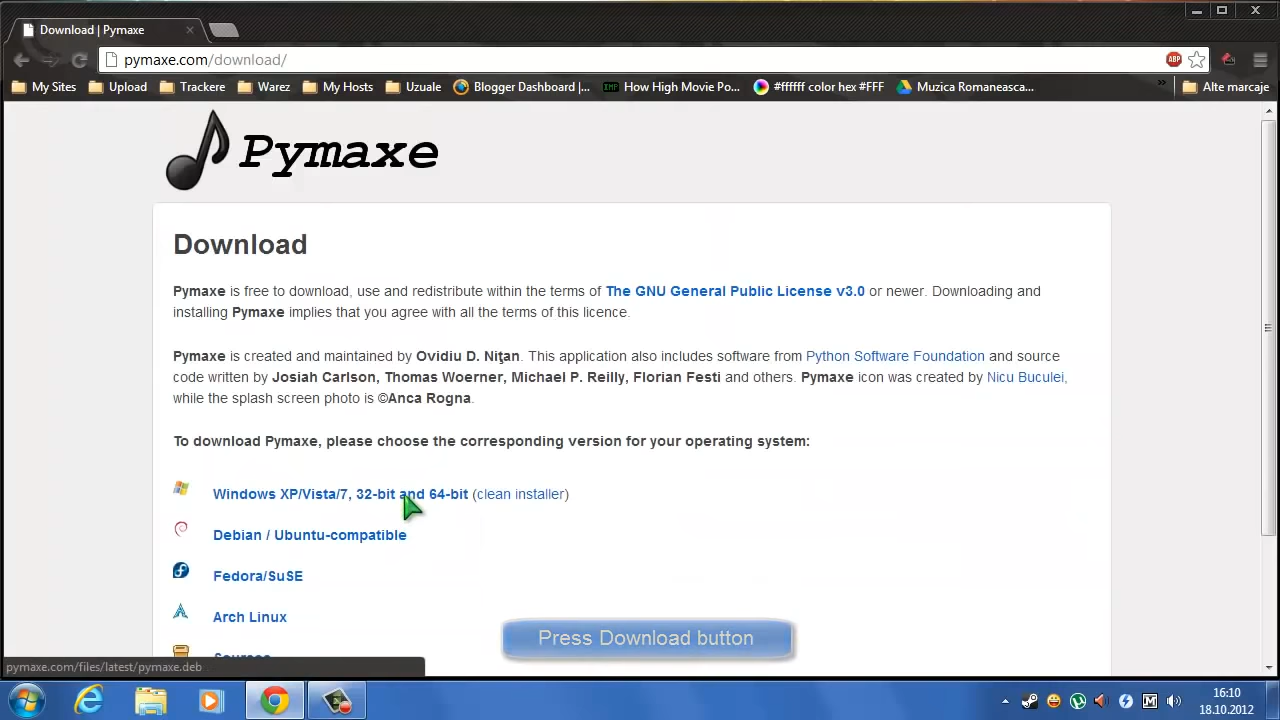 Download | Pymaxe
pymaxe.com/download/
ABP
My Sites Upload Trackere Warez My Hosts Uzuale Blogger Dashboard |... How High Movie Po... #ffffff color hex #FFF Muzica Romaneasca... » Alte marcaje
Pymaxe
Download
Pymaxe is free to download, use and redistribute within the terms of The GNU General Public License v3.0 or newer. Downloading and
installing Pymaxe implies that you agree with all the terms of this licence.
Pymaxe is created and maintained by Ovidiu D. Niţan. This application also includes software from Python Software Foundation and source
code written by Josiah Carlson, Thomas Woerner, Michael P. Reilly, Florian Festi and others. Pymaxe icon was created by Nicu Buculei,
while the splash screen photo is ©Anca Rogna.
To download Pymaxe, please choose the corresponding version for your operating system:
Windows XP/Vista/7, 32-bit and 64-bit (clean installer)
Debian / Ubuntu-compatible
Fedora/SuSE
Arch Linux
Press Download button
Sources
pymaxe.com/files/latest/pymaxe.deb
16:10
18.10.2012